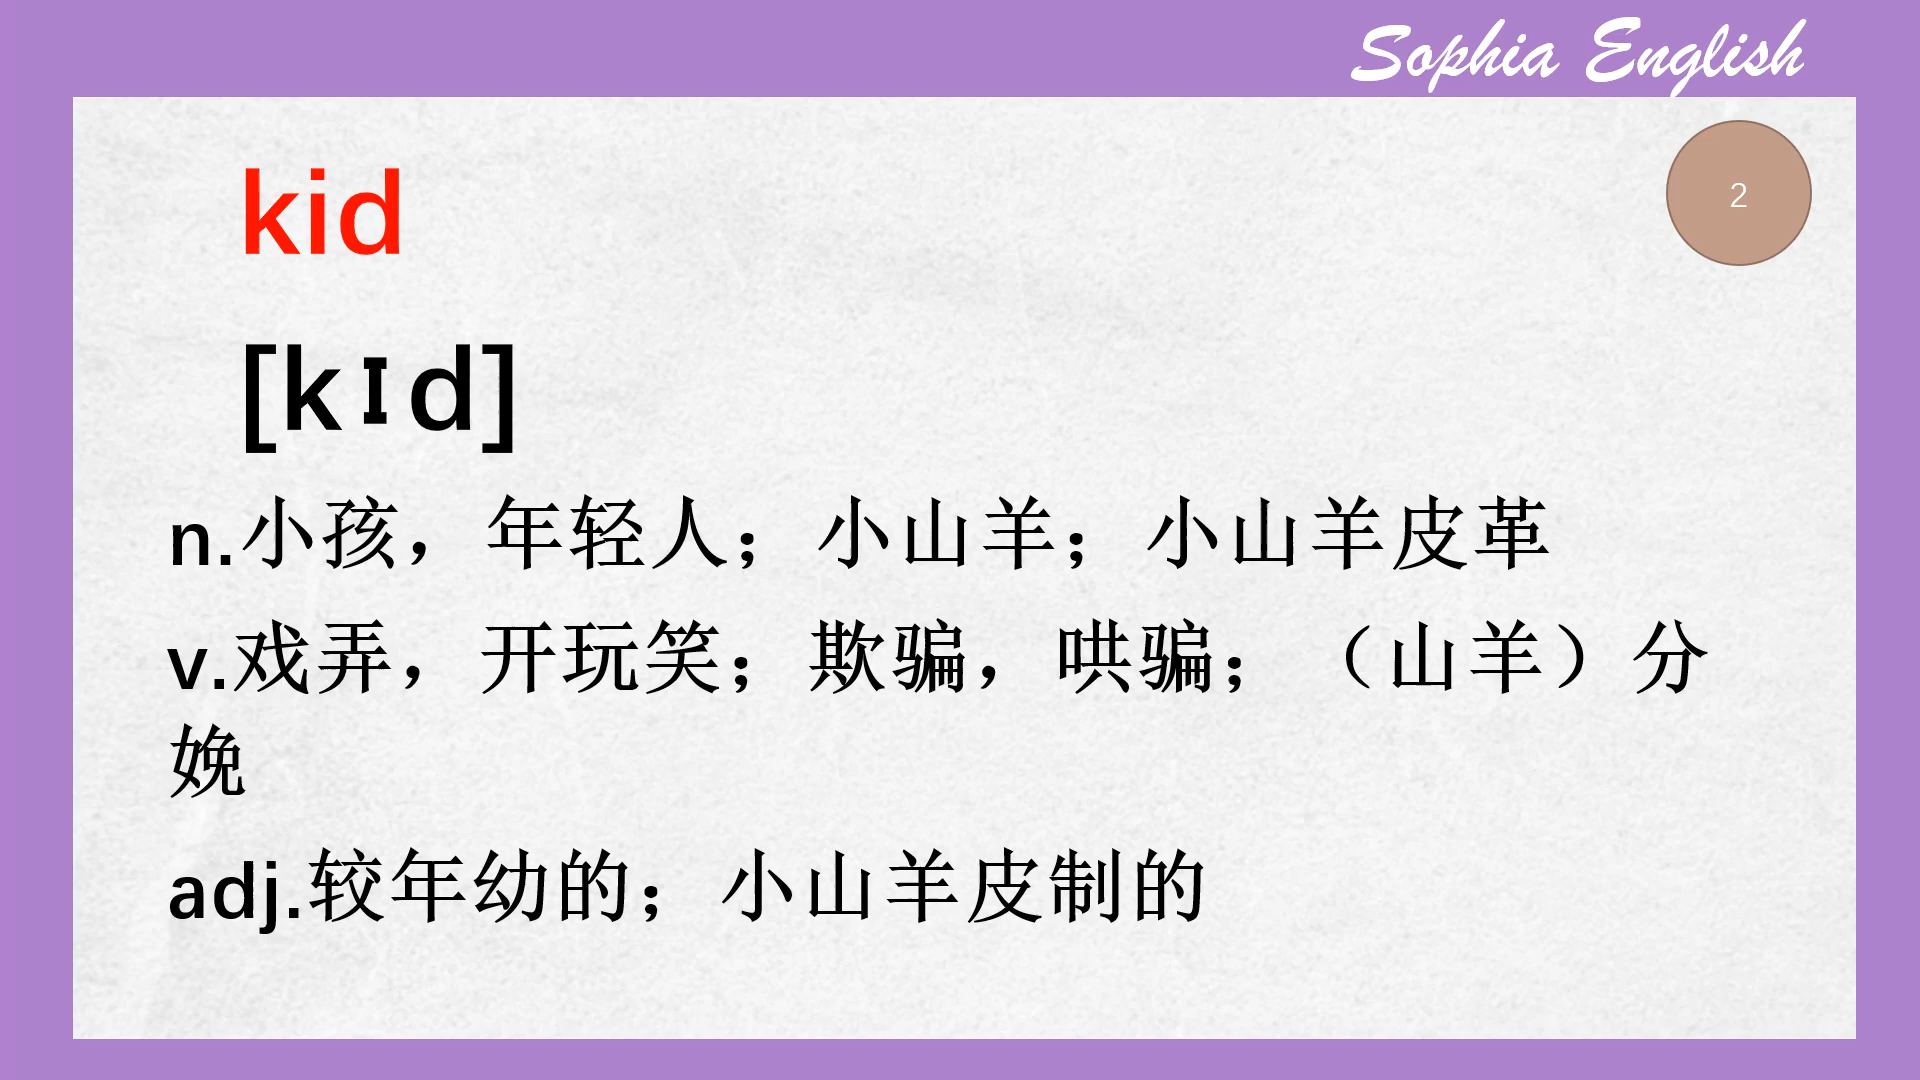 Sophia English
2
kid
[kɪd]
n.小孩，年轻人；小山羊；小山羊皮革
v.戏弄，开玩笑；欺骗，哄骗；（山羊）分
娩
adj.较年幼的；小山羊皮制的